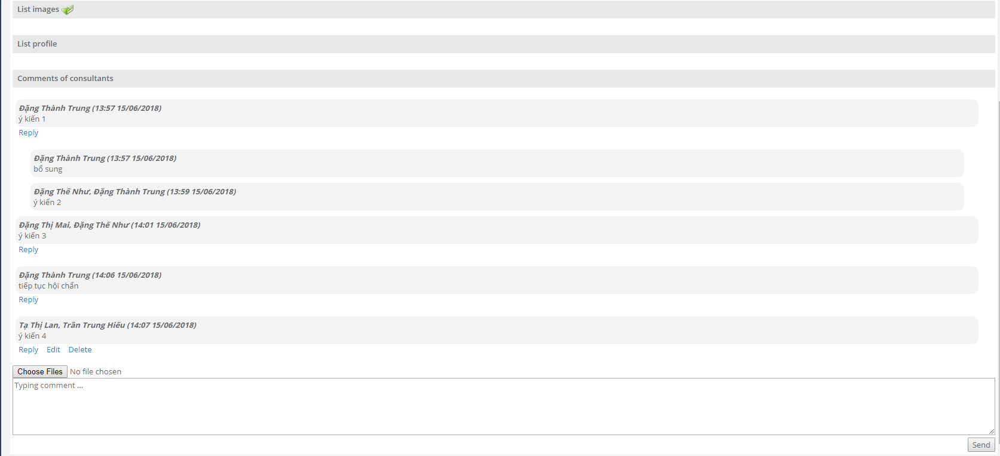 List images
List profile
Comments of consultants
Đặng Thành Trung (13:57 15/06/2018)
ý kiến 1
Reply
Đặng Thành Trung (13:57 15/06/2018)
bổ sung
Đặng Thế Như, Đặng Thành Trung (13:59 15/06/2018)
ý kiến 2
Đặng Thị Mai, Đặng Thế Như (14:01 15/06/2018)
ý kiến 3
Reply
Đặng Thành Trung (14:06 15/06/2018)
tiếp tục hội chẩn
Reply
Tạ Thị Lan, Trần Trung Hiếu (14:07 15/06/2018)
ý kiến 4
Reply Edit Delete
Choose Files No file chosen
Typing comment ...
Send